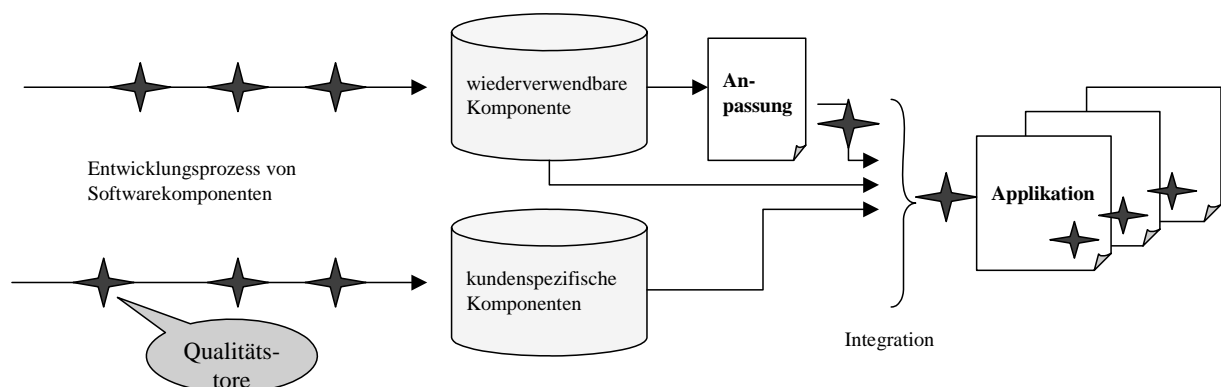 wiederverwendbare
Komponente
An-
passung
Entwicklungsprozess von
Softwarekomponenten
Applikation
kundenspezifische
Komponenten
Qualitäts-
tore
Integration